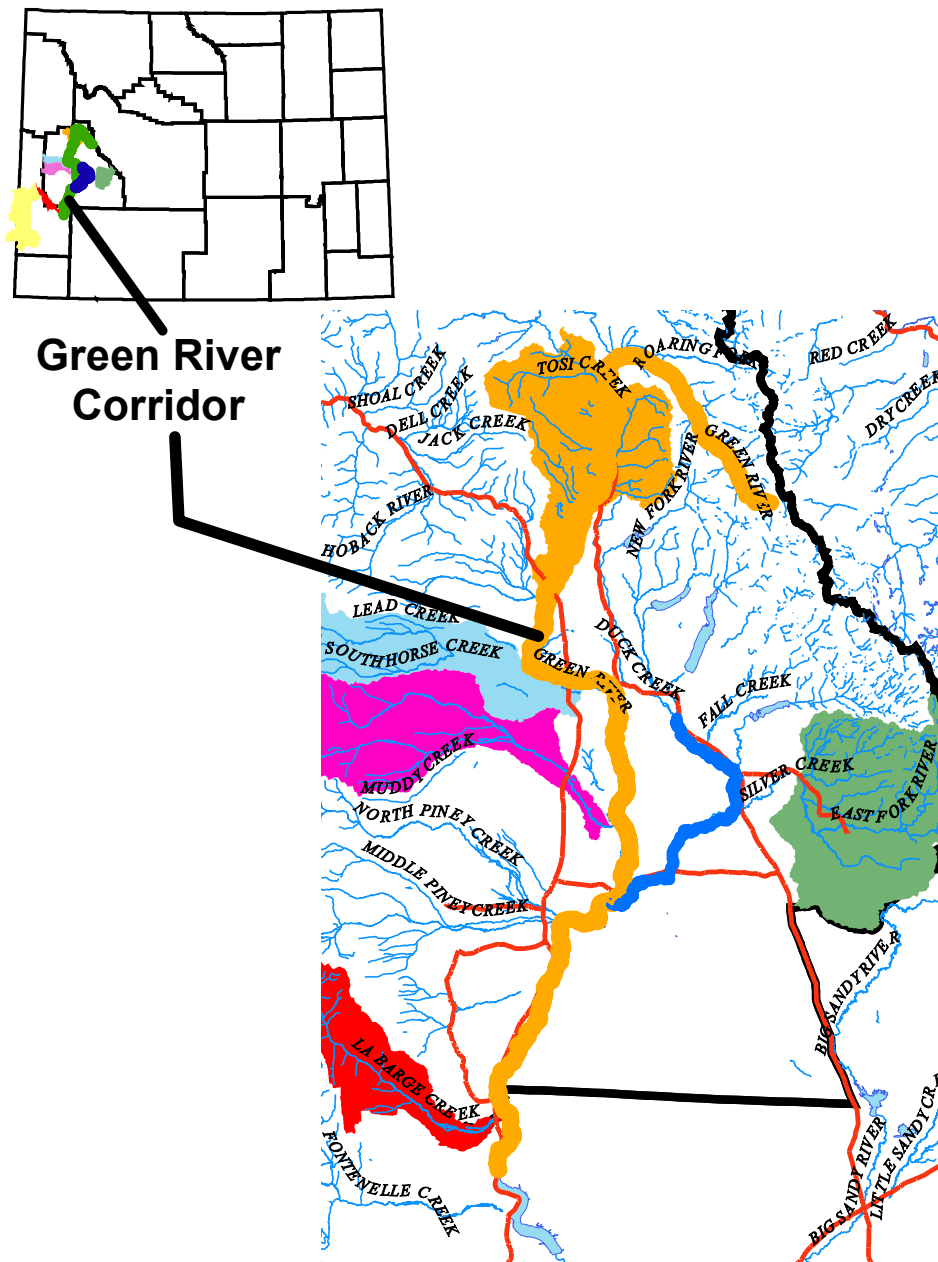 Green River
Corridor
TOSI CREEK
ROARING FORK
RED CREEK
SHOAL CREEK
DELL CREEK
JACK CREEK
DRY CREEK
GREEN RIVER
NEW FORK RIVER
HOBACK RIVER
LEAD CREEK
SOUTH HORSE CREEK
GREEN RIVER
DUCK CREEK
FALL CREEK
MUDDY CREEK
SILVER CREEK
EAST FORK RIVER
NORTH PINEY CREEK
MIDDLE PINEY CREEK
BIG SANDY RIVER
LA BARGE CREEK
FONTENELLE CREEK
BIG SANDY RIVER
LITTLE SANDY CR